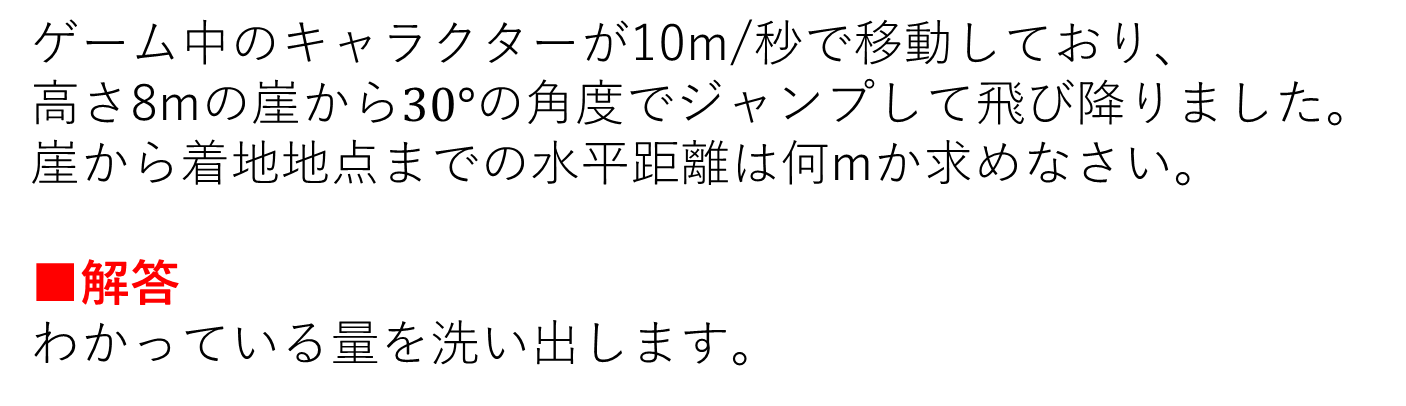 ゲーム中のキャラクターが10m/秒で移動しており、
高さ8mの崖から30°の角度でジャンプして飛び降りました。
崖から着地地点までの水平距離は何mか求めなさい。
■解答
わかっている量を洗い出します。